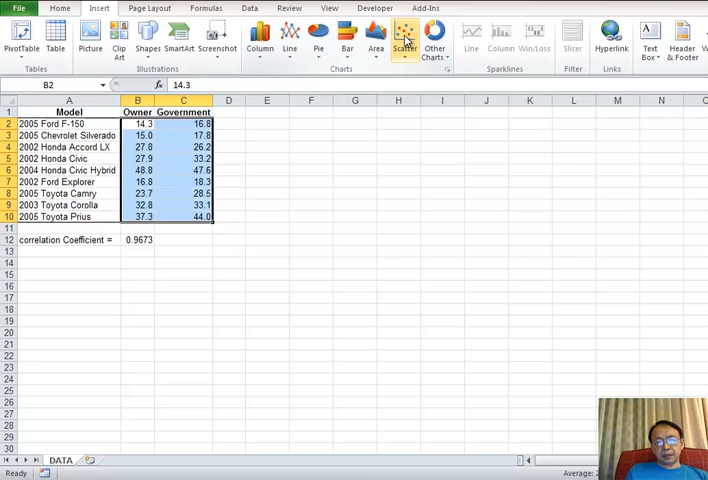 File Home Insert Page Layout Formulas Data Review View Developer Add-Ins
PivotTable Table Picture Clip Art Shapes SmartArt Screenshot Column Line Pie Bar Area Scatter Other Charts Line Column Win/Loss Slicer Hyperlink Text Box Header & Footer
Tables Illustrations Charts Sparklines Filter Links
B2 fx 14.3
A B C D E F G H I J K L M N
1 Model Owner Government
2 2005 Ford F-150 14.3 16.8
3 2005 Chevrolet Silverado 15.0 17.8
4 2002 Honda Accord LX 27.8 26.2
5 2002 Honda Civic 27.9 33.2
6 2004 Honda Civic Hybrid 48.8 47.6
7 2002 Ford Explorer 16.8 18.3
8 2005 Toyota Camry 23.7 28.5
9 2003 Toyota Corolla 32.8 33.1
10 2005 Toyota Prius 37.3 44.0
11
12 correlation Coefficient = 0.9673
13
14
15
16
17
18
19
20
21
22
23
24
25
26
27
28
29
30
DATA
Ready Average: